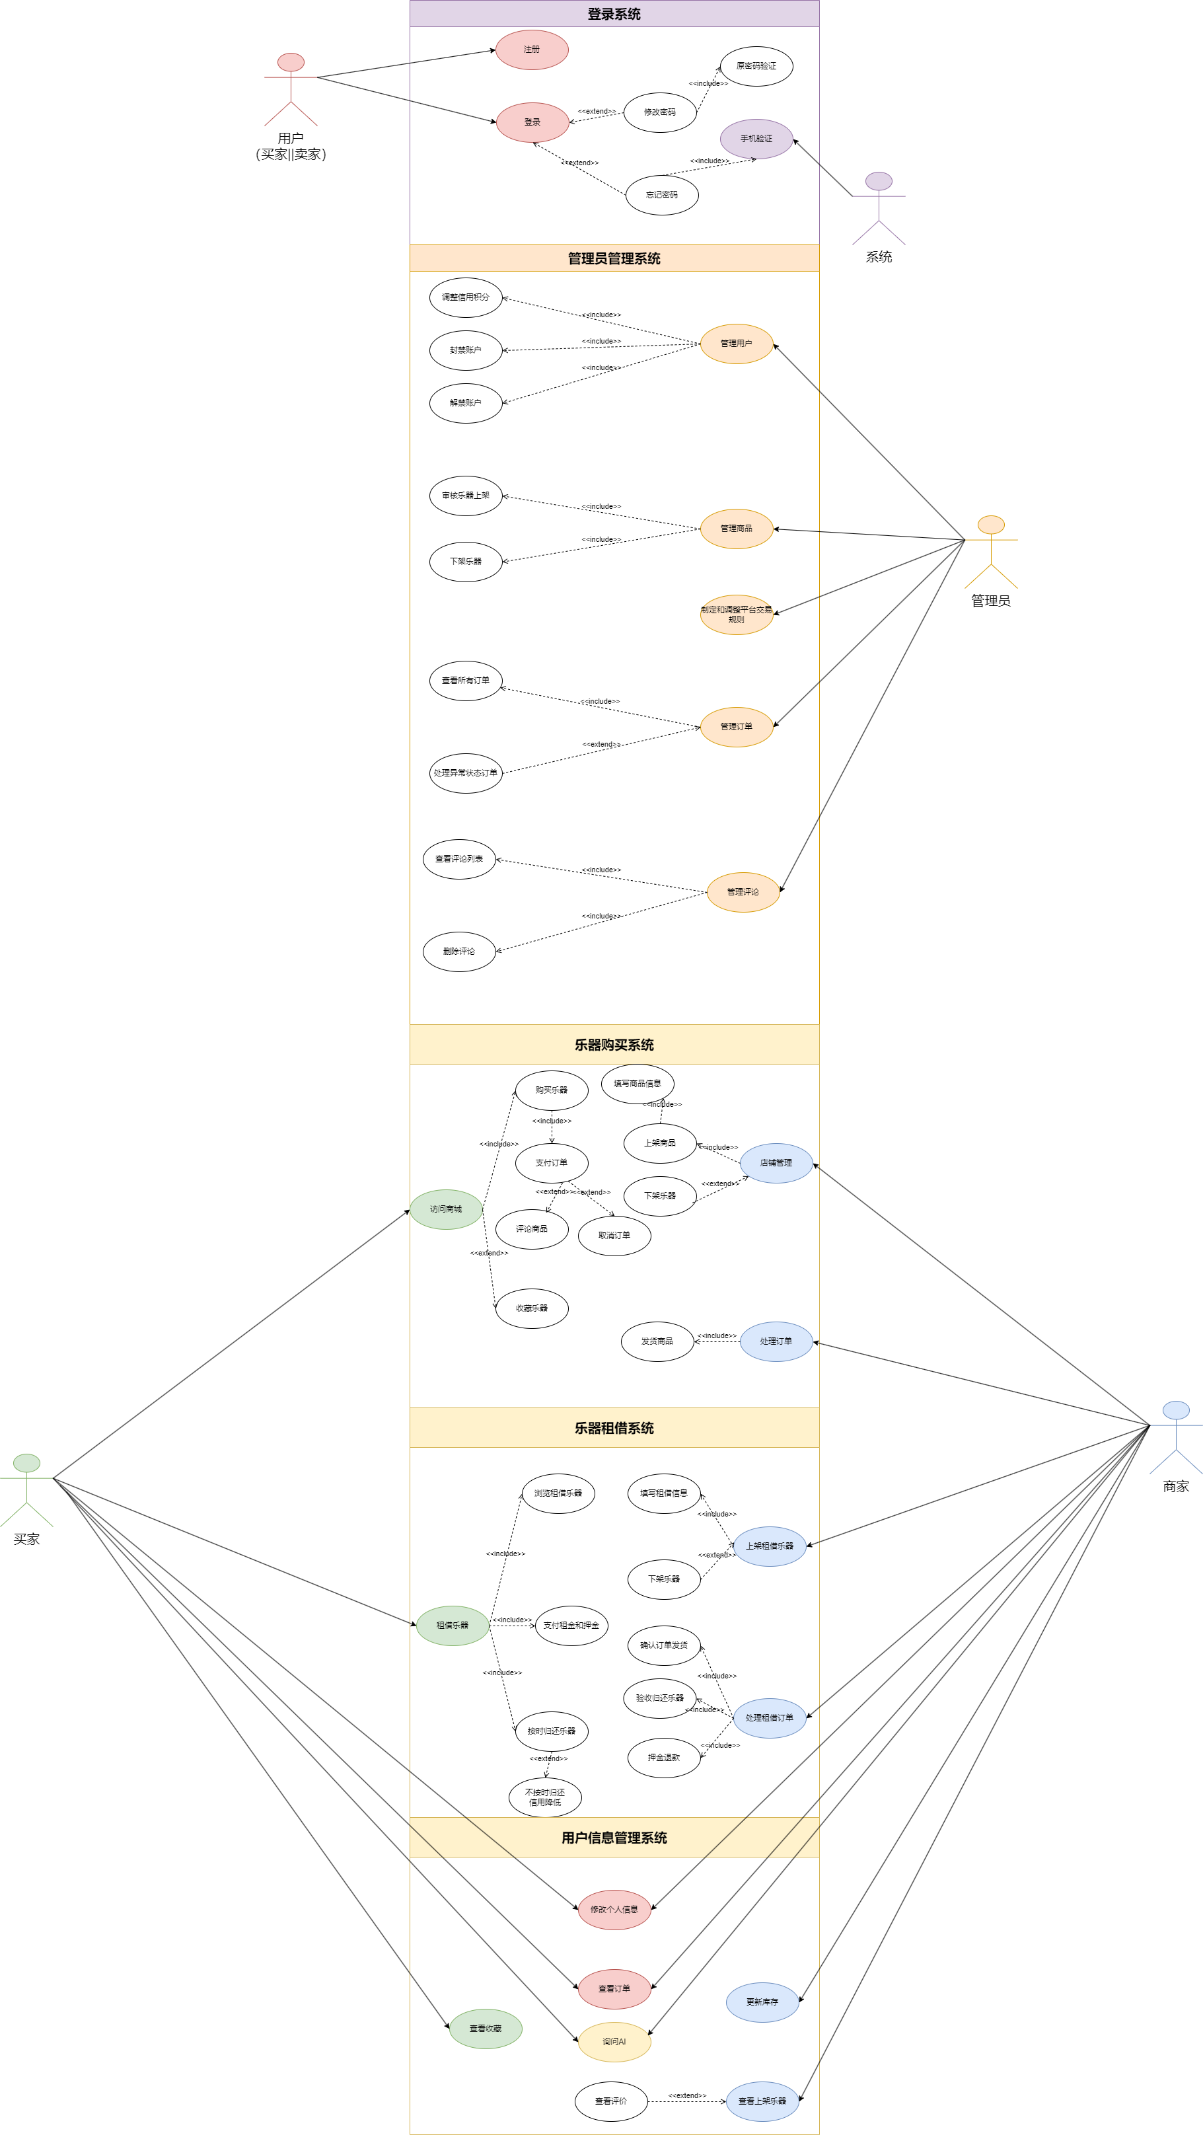 登录系统
注册
原密码验证
<<include>>
修改密码
<<extend>>
登录
手机验证
用户
(买家||卖家)
<<extend>>
<<include>>
忘记密码
系统
管理员管理系统
调整信用积分
<<include>>
封禁账户
<<include>>
管理用户
<<include>>
解禁账户
审核乐器上架
<<include>>
管理商品
<<include>>
下架乐器
管理员
制定和调整平台交易
规则
查看所有订单
<<include>>
管理订单
<<extend>>
处理异常状态订单
查看评论列表
<<include>>
管理评论
<<include>>
删除评论
乐器购买系统
购买乐器
填写商品信息
<<include>>
<<include>>
<<include>>
上架商品
<<include>>
支付订单
店铺管理
<<extend>>
<<extend>>
<<extend>>
下架乐器
访问商城
评论商品
取消订单
<<extend>>
收藏乐器
发货商品
<<include>>
处理订单
乐器租借系统
商家
买家
浏览租借乐器
填写租借信息
<<include>>
上架租借乐器
<<include>>
<<extend>>
下架乐器
租借乐器
<<include>>
支付租金和押金
确认订单发货
<<include>>
<<include>>
验收归还乐器
<<include>>
处理租借订单
按时归还乐器
<<include>>
<<extend>>
押金退款
不按时归还
信用降低
用户信息管理系统
修改个人信息
查看订单
更新库存
查看收藏
询问AI
查看评价
<<extend>>
查看上架乐器